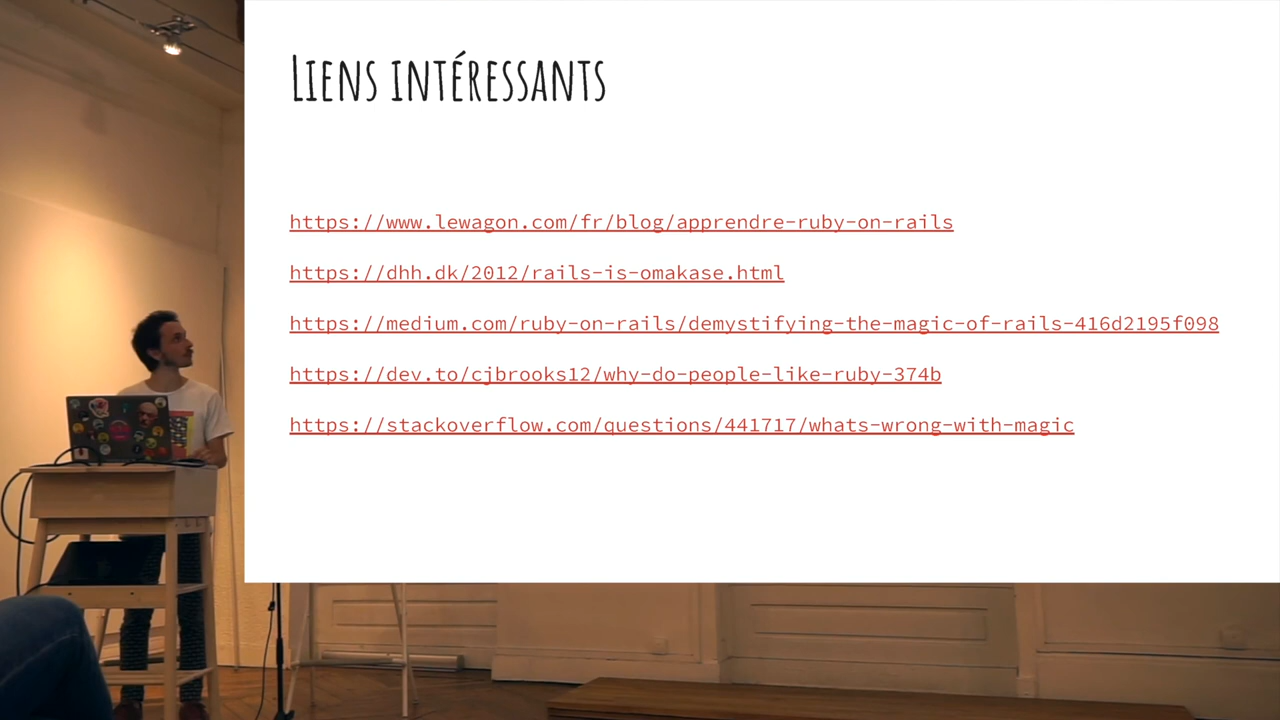 Liens intéressants
https://www.lewagon.com/fr/blog/apprendre-ruby-on-rails
https://dhh.dk/2012/rails-is-omakase.html
https://medium.com/ruby-on-rails/demystifying-the-magic-of-rails-416d2195f098
https://dev.to/cjbrooks12/why-do-people-like-ruby-374b
https://stackoverflow.com/questions/441717/whats-wrong-with-magic